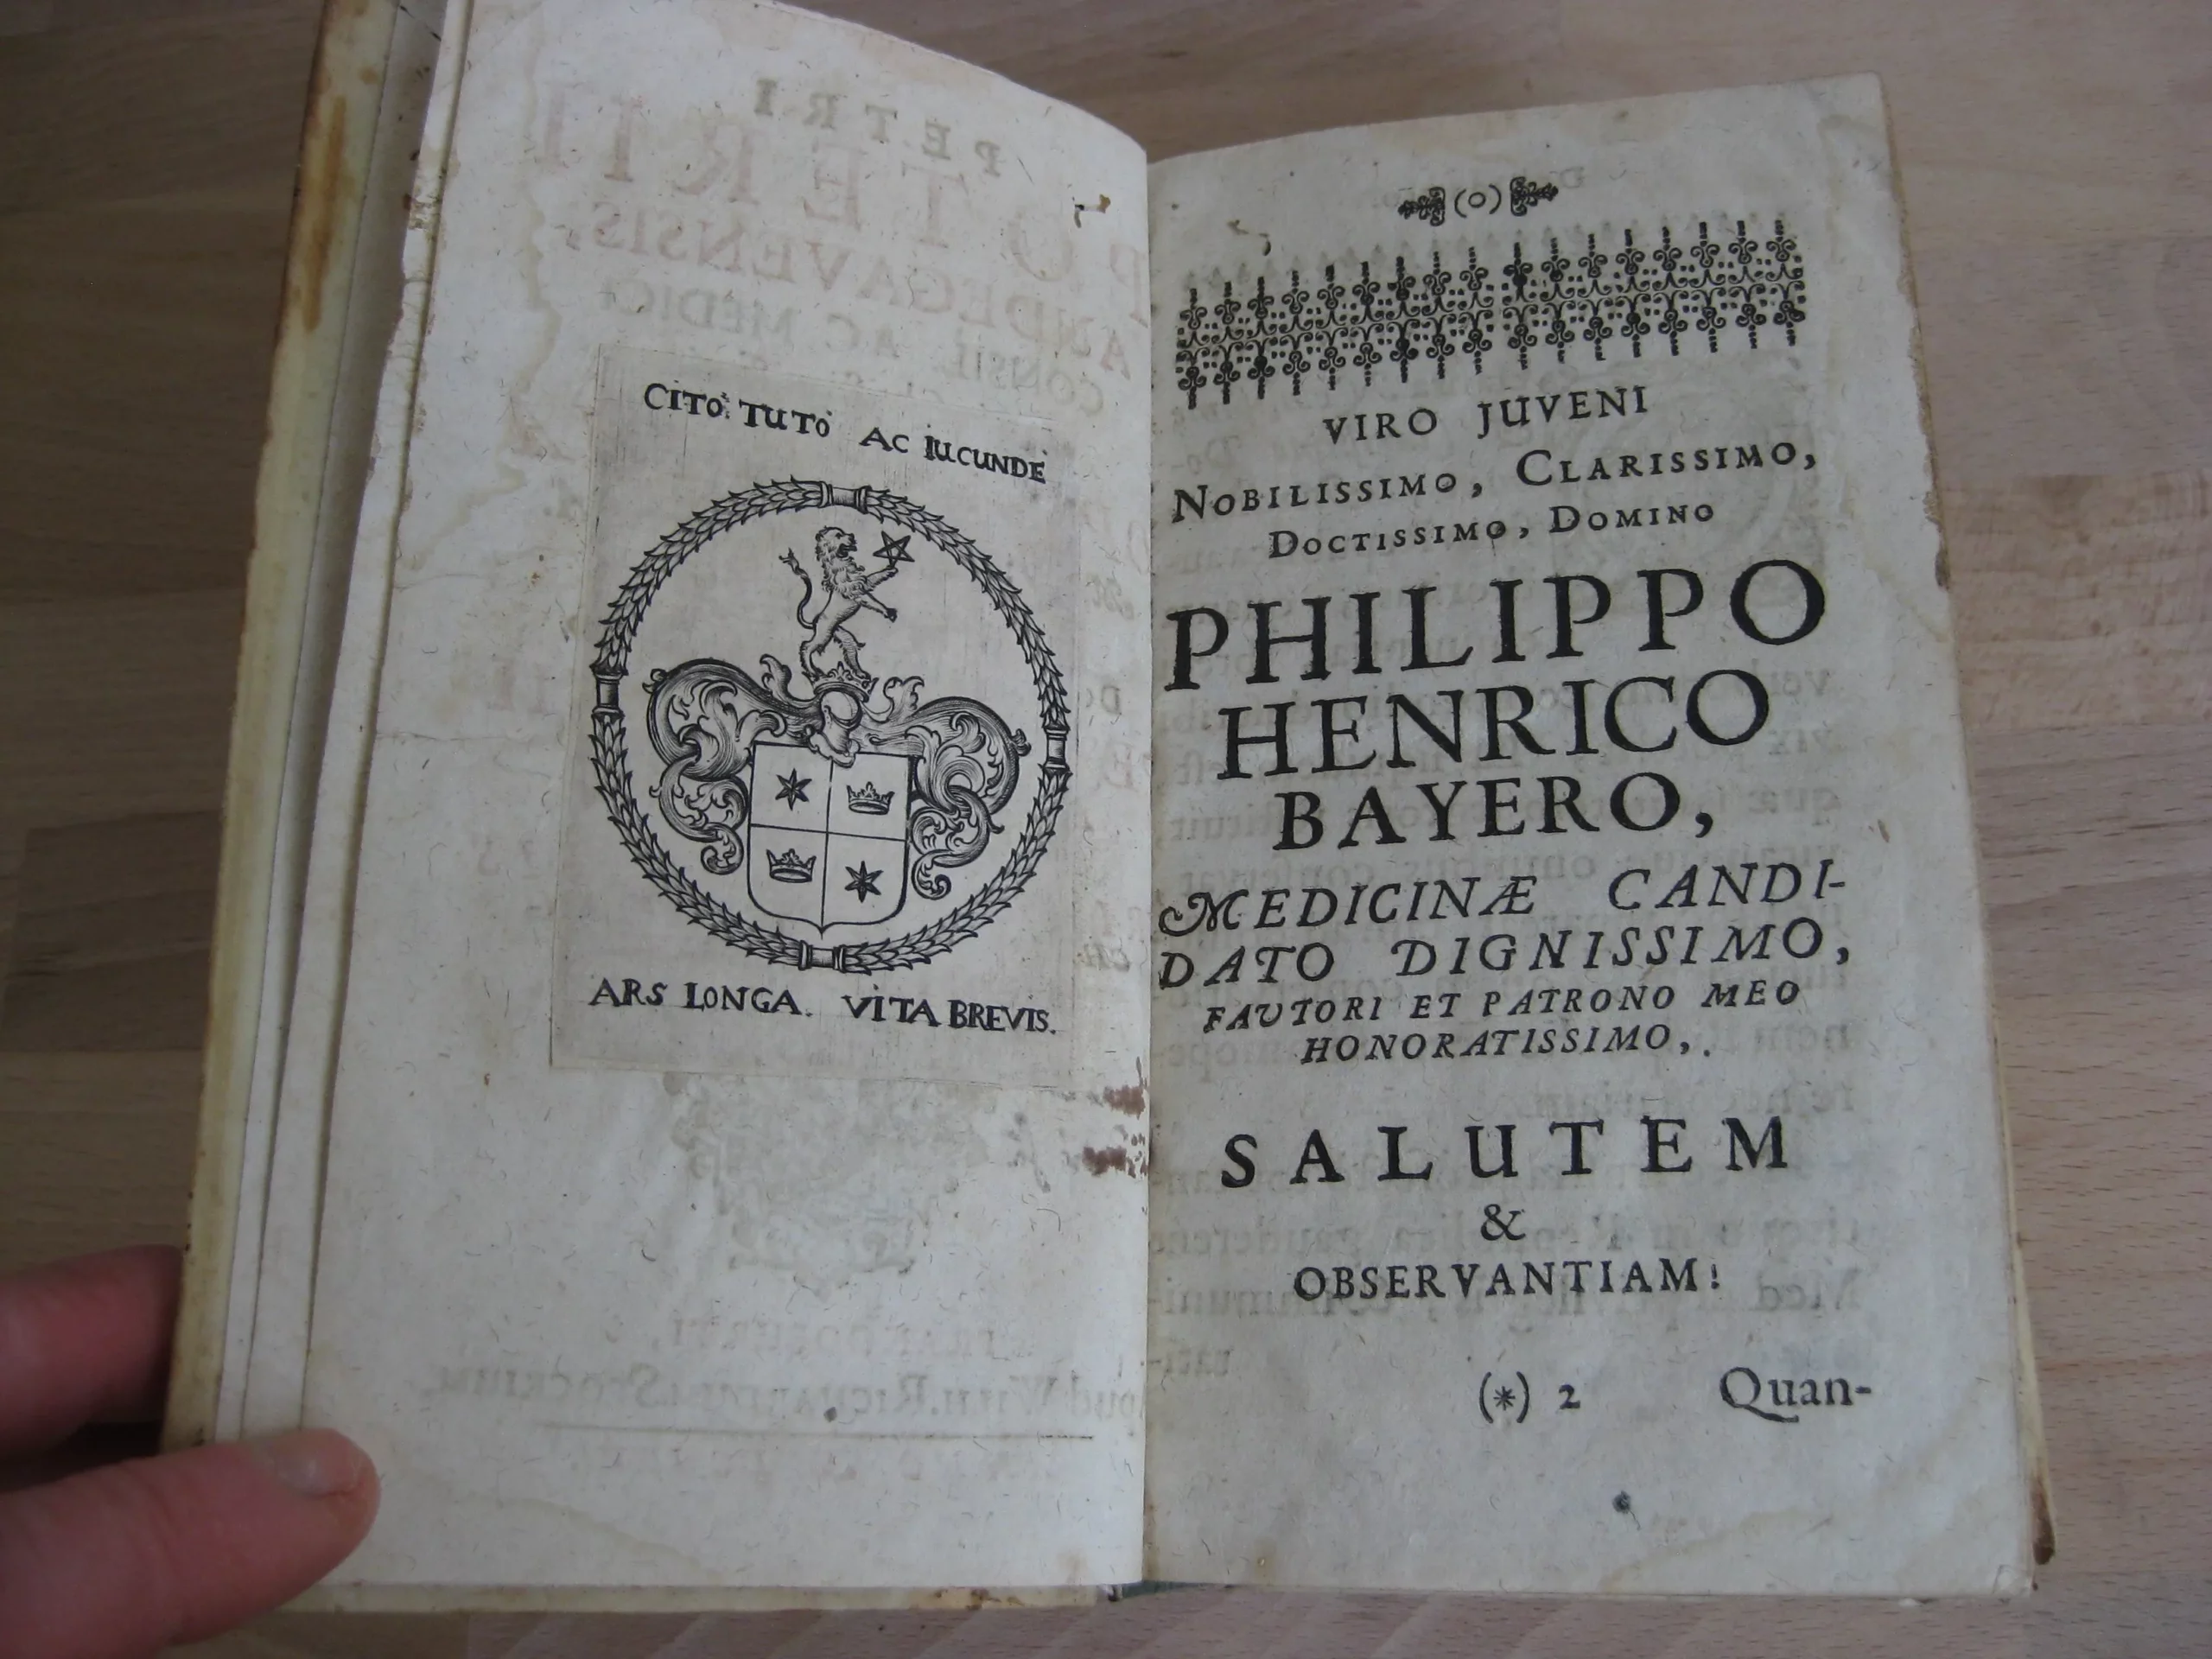 CITO. TUTO AC IUCUNDE
ARS LONGA. VITA BREVIS.
(O)
VIRO JUVENI
NOBILISSIMO, CLARISSIMO,
DOCTISSIMO, DOMINO
PHILIPPO
HENRICO
BAYERO,
MEDICINÆ CANDI-
DATO DIGNISSIMO,
FAUTORI ET PATRONO MEO
HONORATISSIMO,.
SALUTEM
&
OBSERVANTIAM!
(*) 2 Quan-